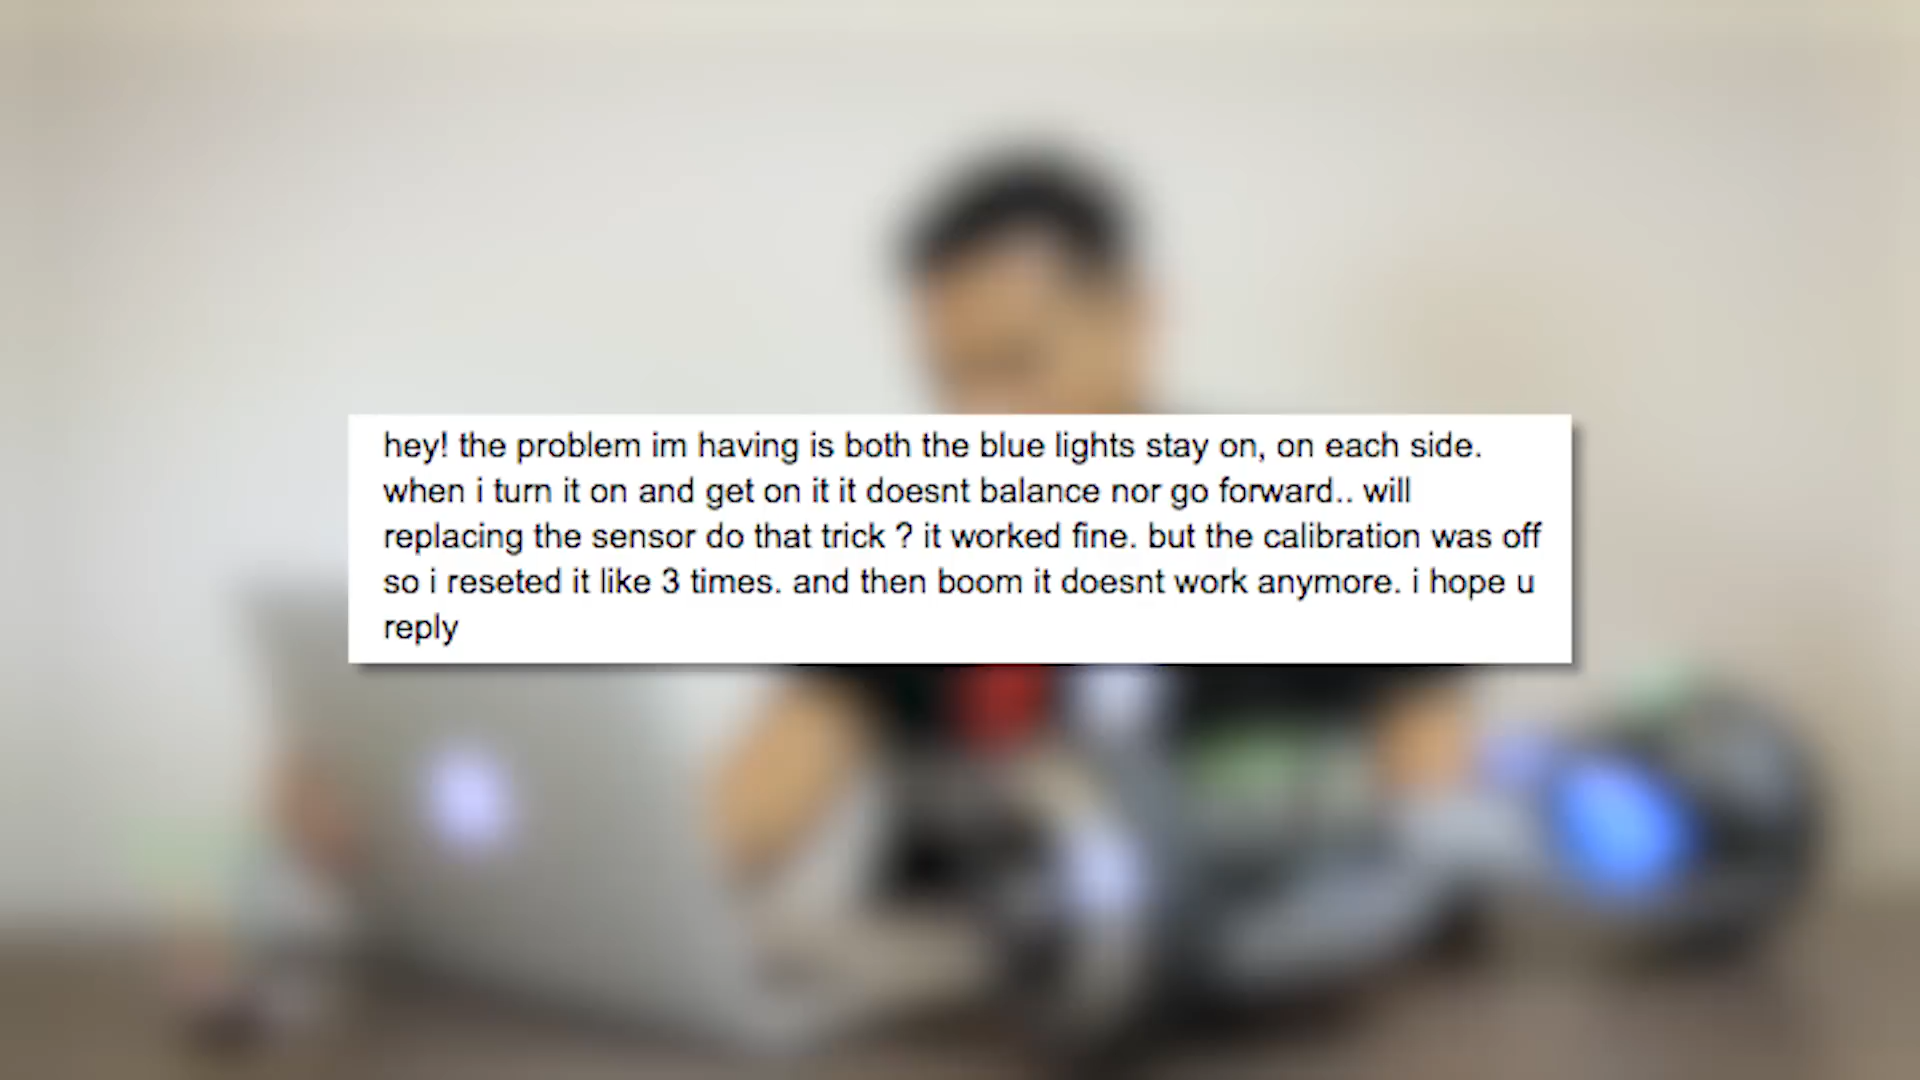 hey! the problem im having is both the blue lights stay on, on each side.
when i turn it on and get on it it doesnt balance nor go forward.. will
replacing the sensor do that trick ? it worked fine. but the calibration was off
so i reseted it like 3 times. and then boom it doesnt work anymore. i hope u
reply